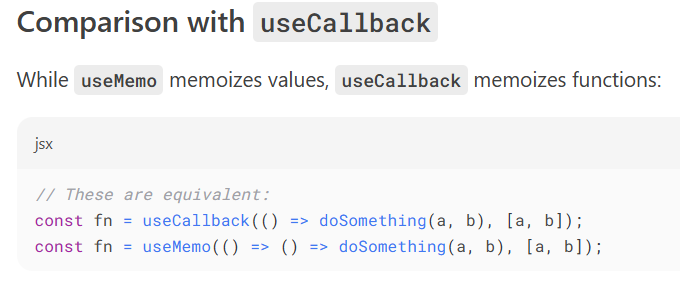 Comparison with useCallback
While useMemo memoizes values, useCallback memoizes functions:
jsx
// These are equivalent:
const fn = useCallback(() => doSomething(a, b), [a, b]);
const fn = useMemo(() => () => doSomething(a, b), [a, b]);